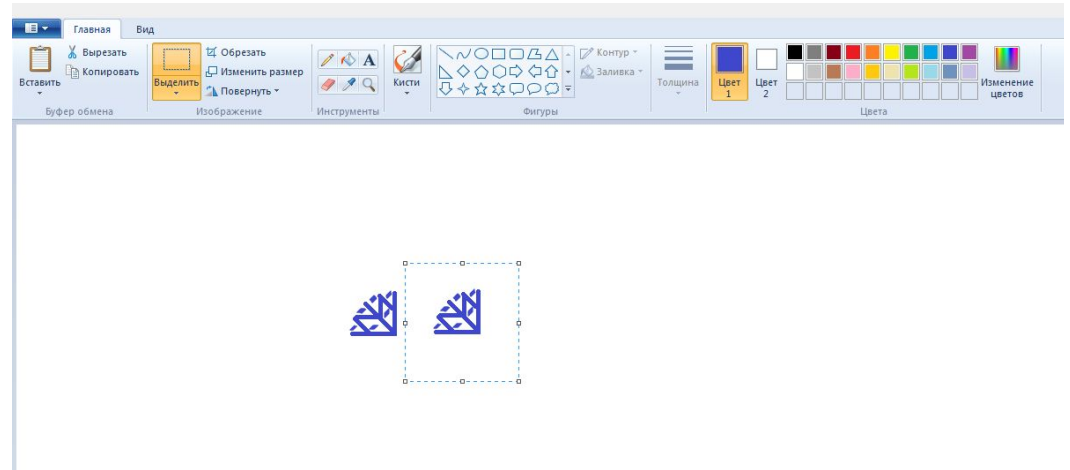 Главная Вид
Вставить
Вырезать
Копировать
Буфер обмена
Выделить
Обрезать
Изменить размер
Повернуть
Изображение
A
Инструменты
Кисти
Контур
Заливка
Фигуры
Толщина
Цвет 1
Цвет 2
Изменение цветов
Цвета